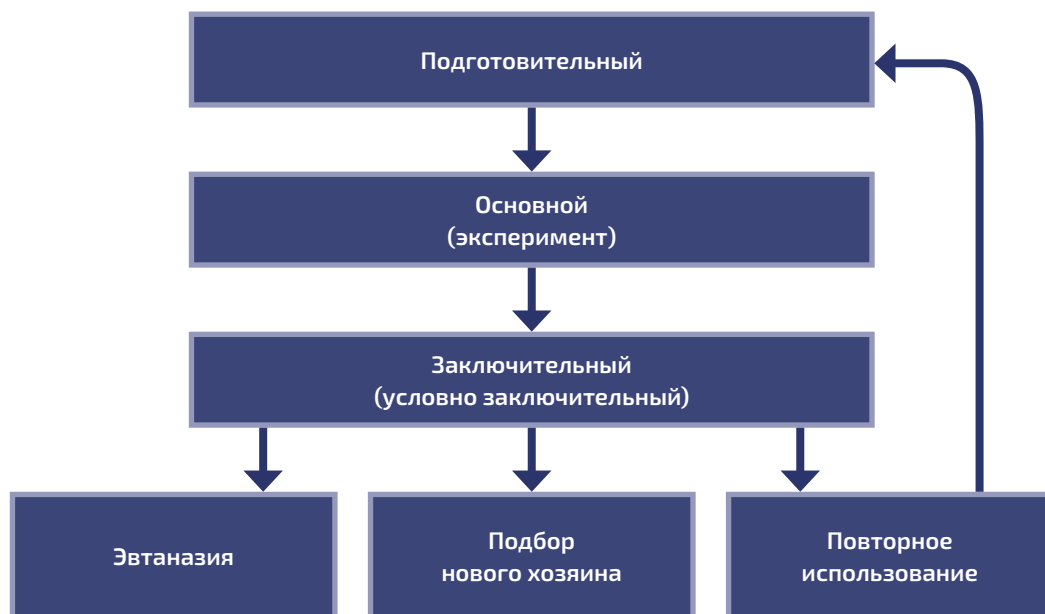 Подготовительный
Основной
(эксперимент)
Заключительный
(условно заключительный)
Эвтаназия
Подбор
нового хозяина
Повторное
использование